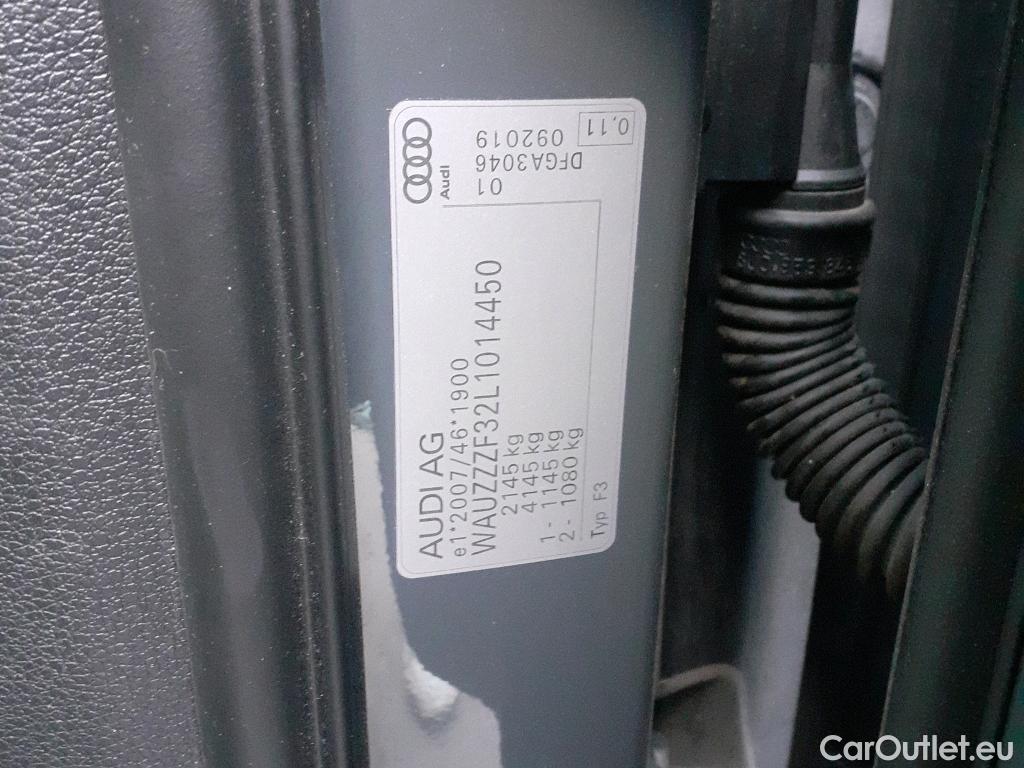 AUDI AG
e1*2007/46*1900
WAUZZZF32L1014450
2145 kg
4145 kg
1 - 1145 kg
2 - 1080 kg
Typ F3
Audi
01
DFGA3046
092019
0,11
CarOutlet.eu